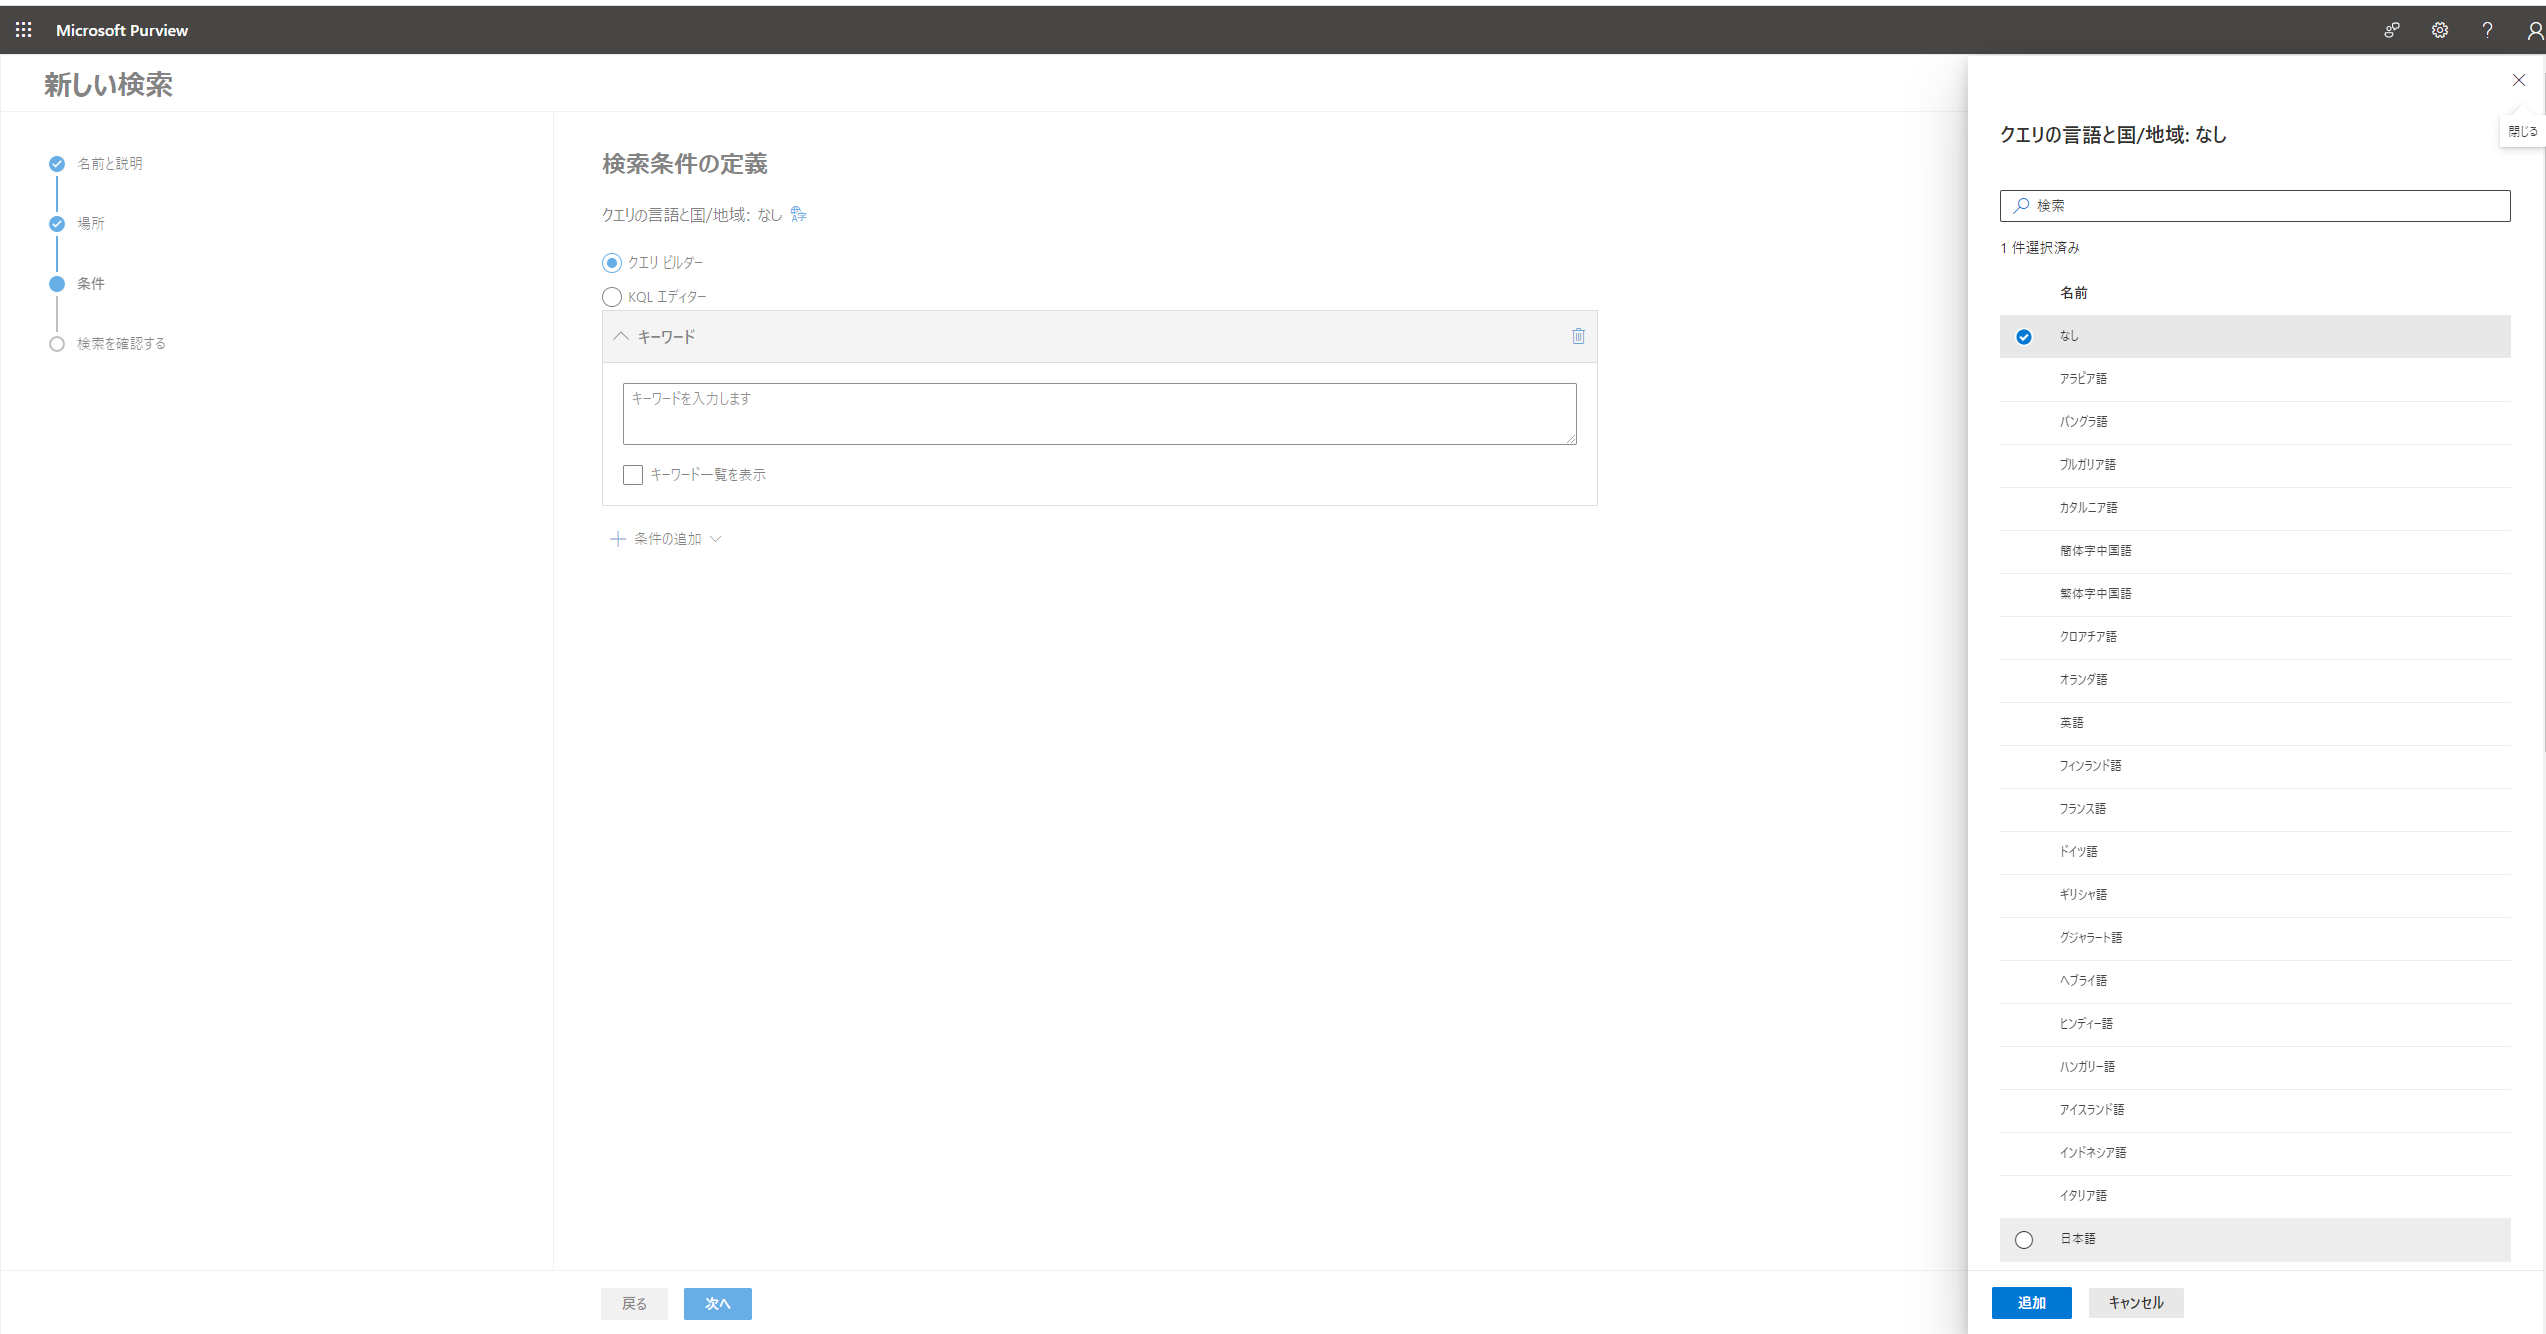 Microsoft Purview
新しい検索
名前と説明
場所
条件
検索を確認する
検索条件の定義
クエリの言語と国/地域: なし
クエリ ビルダー
KQL エディター
キーワード
キーワードを入力します
キーワード一覧を表示
条件の追加
戻る
次へ
閉じる
クエリの言語と国/地域: なし
検索
1 件選択済み
名前
なし
アラビア語
バングラ語
ブルガリア語
カタルニア語
簡体字中国語
繁体字中国語
クロアチア語
オランダ語
英語
フィンランド語
フランス語
ドイツ語
ギリシャ語
グジャラート語
ヘブライ語
ヒンディー語
ハンガリー語
アイスランド語
インドネシア語
イタリア語
日本語
追加
キャンセル